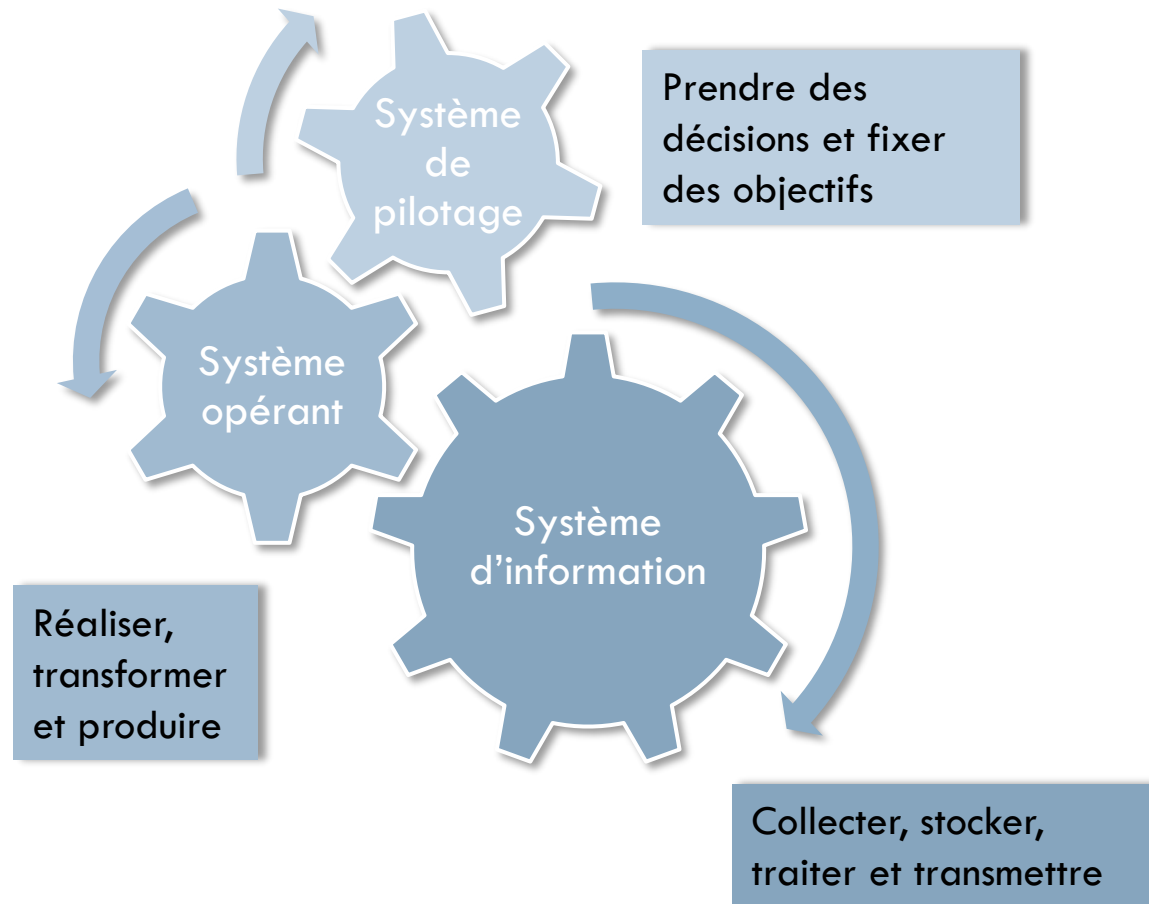 Système
de
pilotage
Prendre des
décisions et fixer
des objectifs
Système
opérant
Système
d’information
Réaliser,
transformer
et produire
Collecter, stocker,
traiter et transmettre